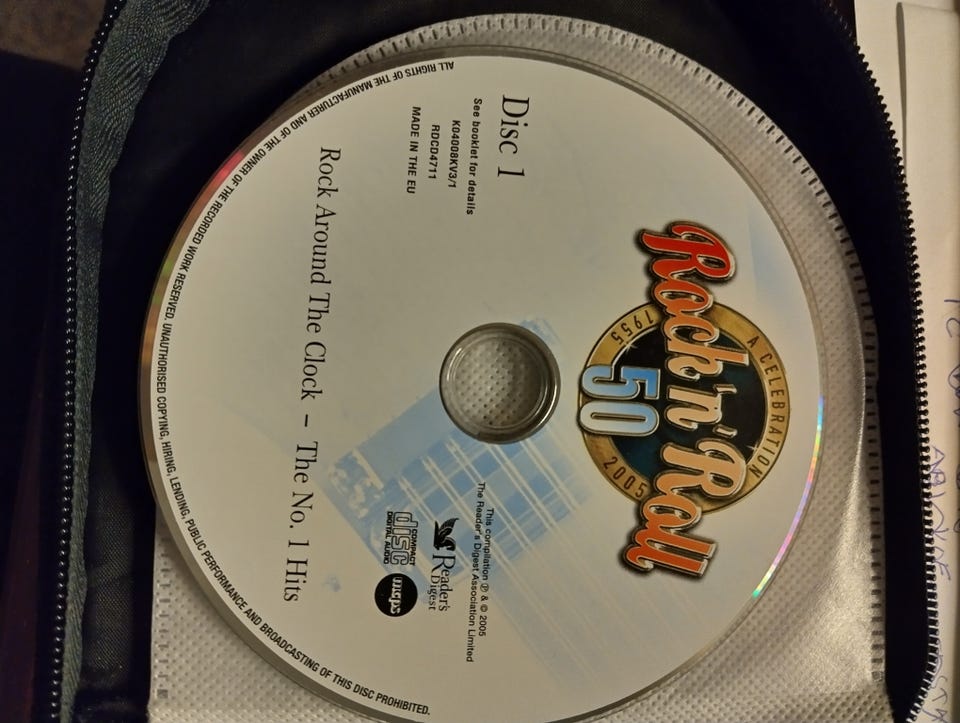 Rock 'n' Roll
A CELEBRATION
1955
50
2005
Disc 1
See booklet for details
K04008KV3/1
RDCD4711
MADE IN THE EU
This compilation ℗ & © 2005
The Reader's Digest Association Limited
Reader's
Digest
COMPACT
disc
DIGITAL AUDIO
mcps
Rock Around The Clock – The No. 1 Hits
ALL RIGHTS OF THE MANUFACTURER AND OF THE OWNER OF THE RECORDED WORK RESERVED. UNAUTHORISED COPYING, HIRING, LENDING, PUBLIC PERFORMANCE AND BROADCASTING OF THIS DISC PROHIBITED.